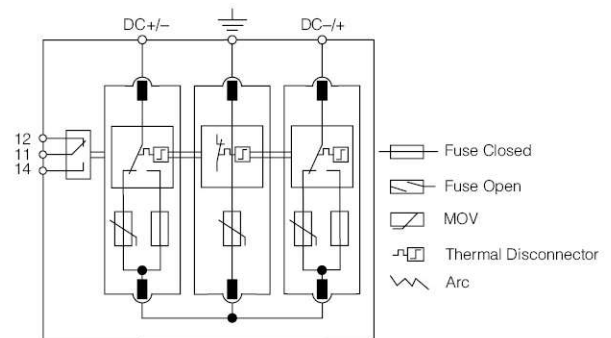 DC+/–
DC–/+
12
11
14
Fuse Closed
Fuse Open
MOV
Thermal Disconnector
Arc